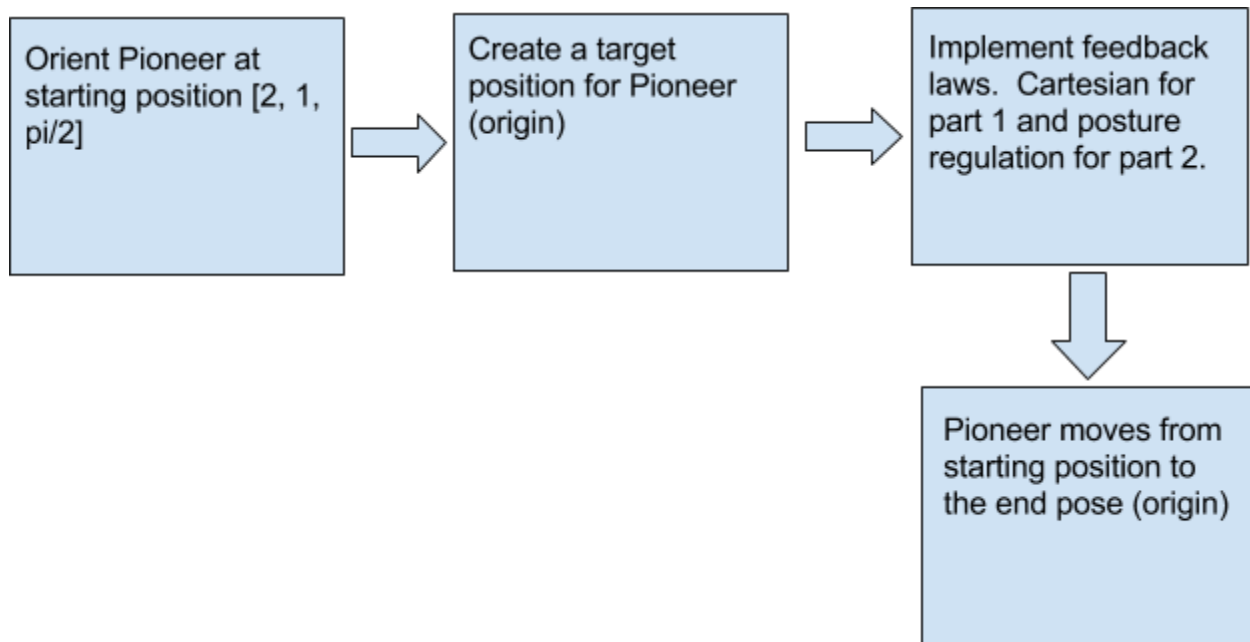 Orient Pioneer at
starting position [2, 1,
pi/2]
Create a target
position for Pioneer
(origin)
Implement feedback
laws.  Cartesian for
part 1 and posture
regulation for part 2.
Pioneer moves from
starting position to
the end pose (origin)